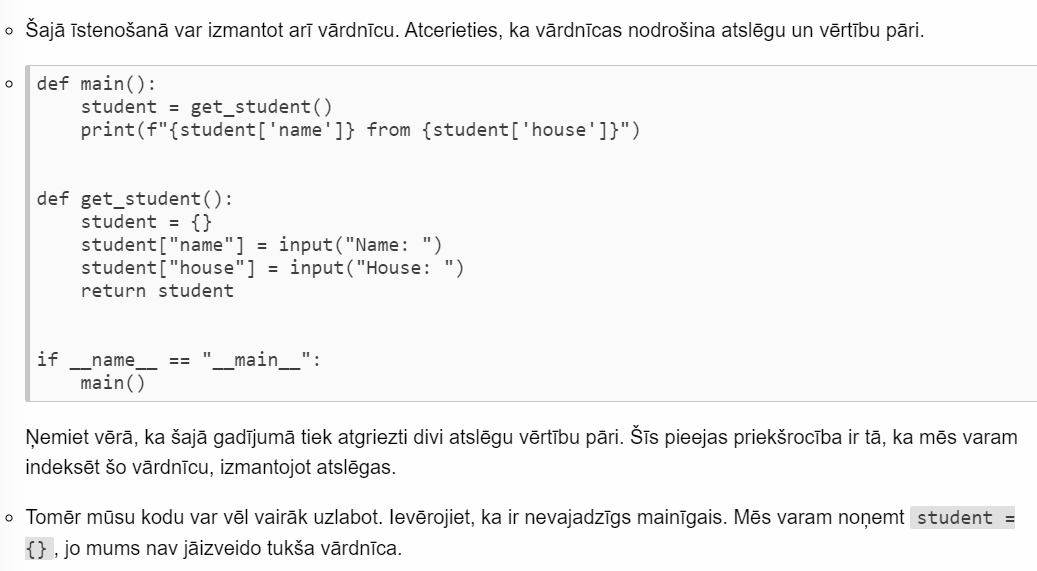 Šajā īstenošanā var izmantot arī vārdnīcu. Atcerieties, ka vārdnīcas nodrošina atslēgu un vērtību pāri.
def main():
    student = get_student()
    print(f"{student['name']} from {student['house']}")
def get_student():
    student = {}
    student["name"] = input("Name: ")
    student["house"] = input("House: ")
    return student
if __name__ == "__main__":
    main()
Ņemiet vērā, ka šajā gadījumā tiek atgriezti divi atslēgu vērtību pāri. Šīs pieejas priekšrocība ir tā, ka mēs varam
indeksēt šo vārdnīcu, izmantojot atslēgas.
Tomēr mūsu kodu var vēl vairāk uzlabot. Ievērojiet, ka ir nevajadzīgs mainīgais. Mēs varam noņemt student =
{} , jo mums nav jāizveido tukša vārdnīca.